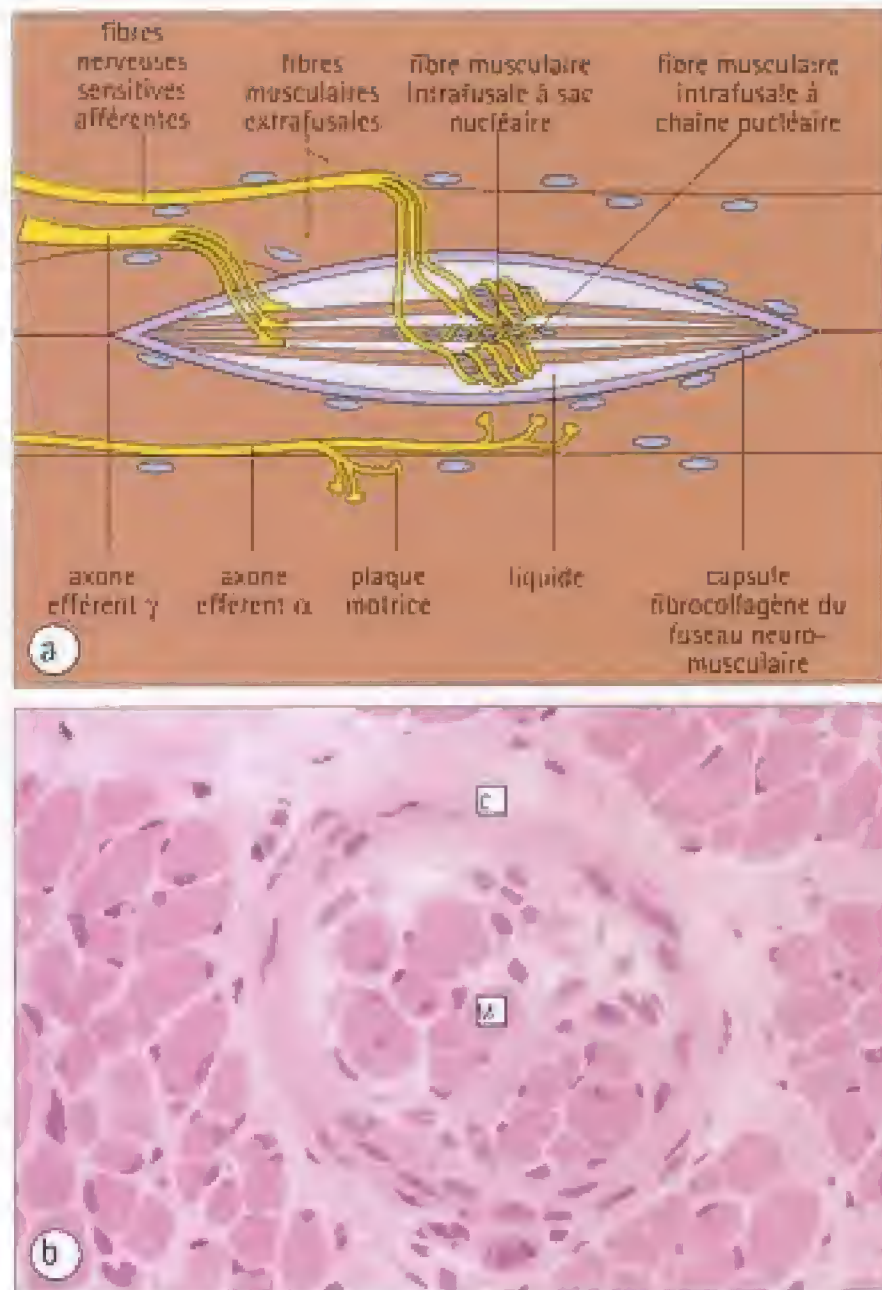 fibres
nerveuses
sensitives
afférentes
fibres
musculaires
extrafusales
fibre musculaire
intrafusale à sac
nucléaire
fibre musculaire
intrafusale à
chaîne nucléaire
axone
efférent γ
axone
efférent α
plaque
motrice
liquide
capsule
fibrocollagène du
fuseau neuro-
musculaire
a
C
M
b